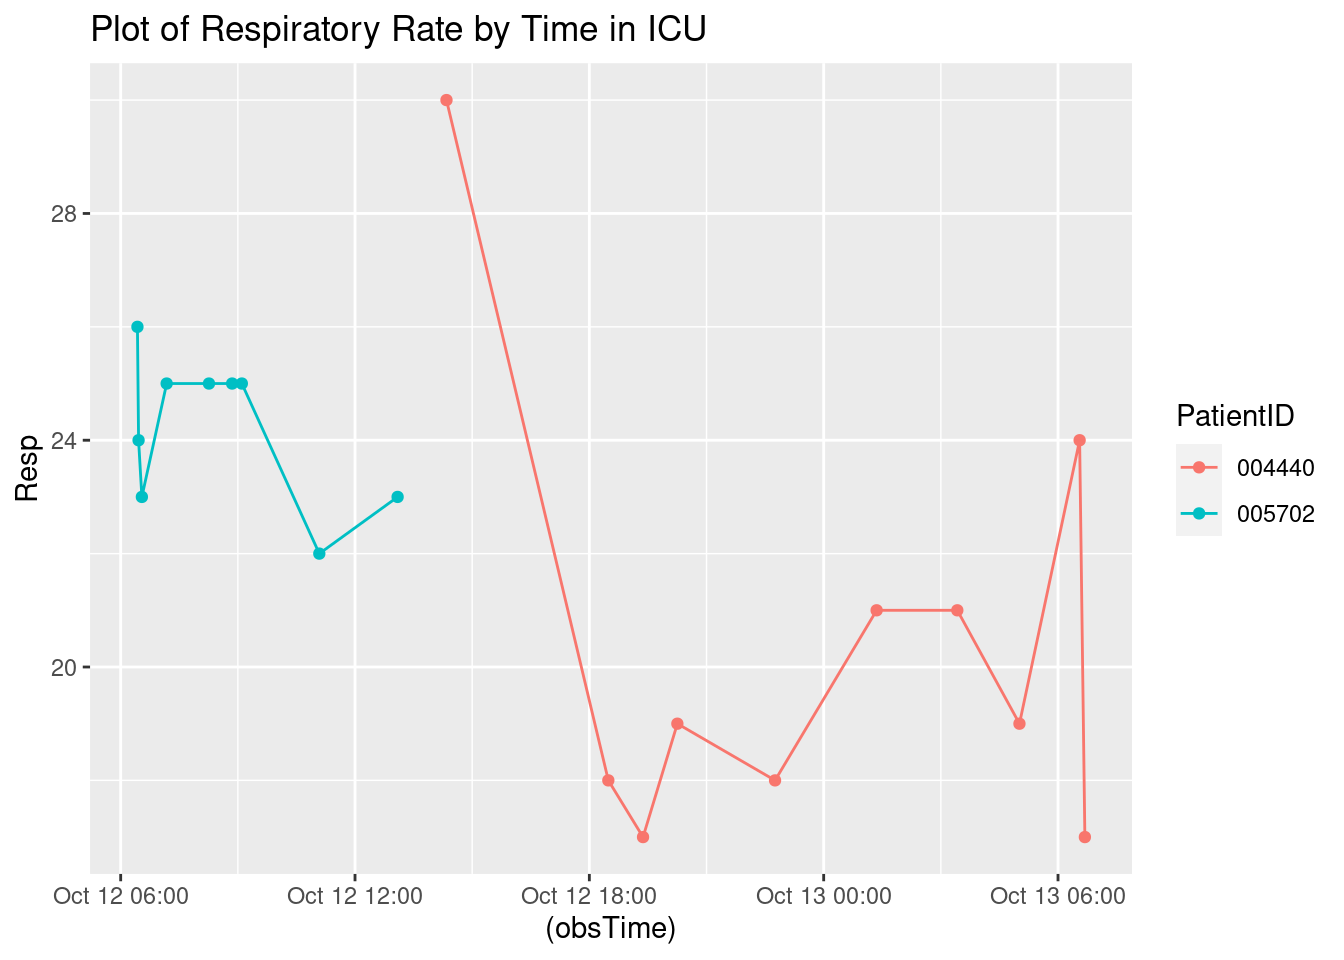 Plot of Respiratory Rate by Time in ICU
28
24
20
Resp
Oct 12 06:00
Oct 12 12:00
Oct 12 18:00
Oct 13 00:00
Oct 13 06:00
(obsTime)
PatientID
004440
005702